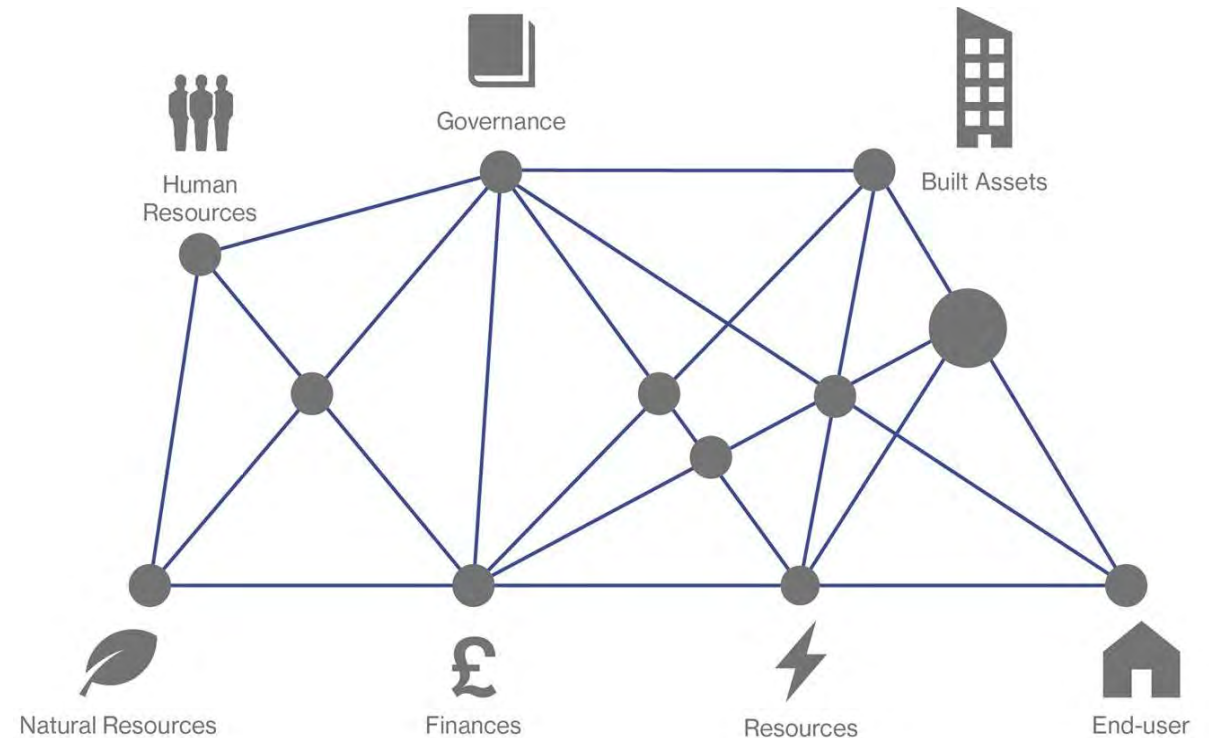 Governance
Human
Resources
Built Assets
£
Natural Resources
Finances
Resources
End-user